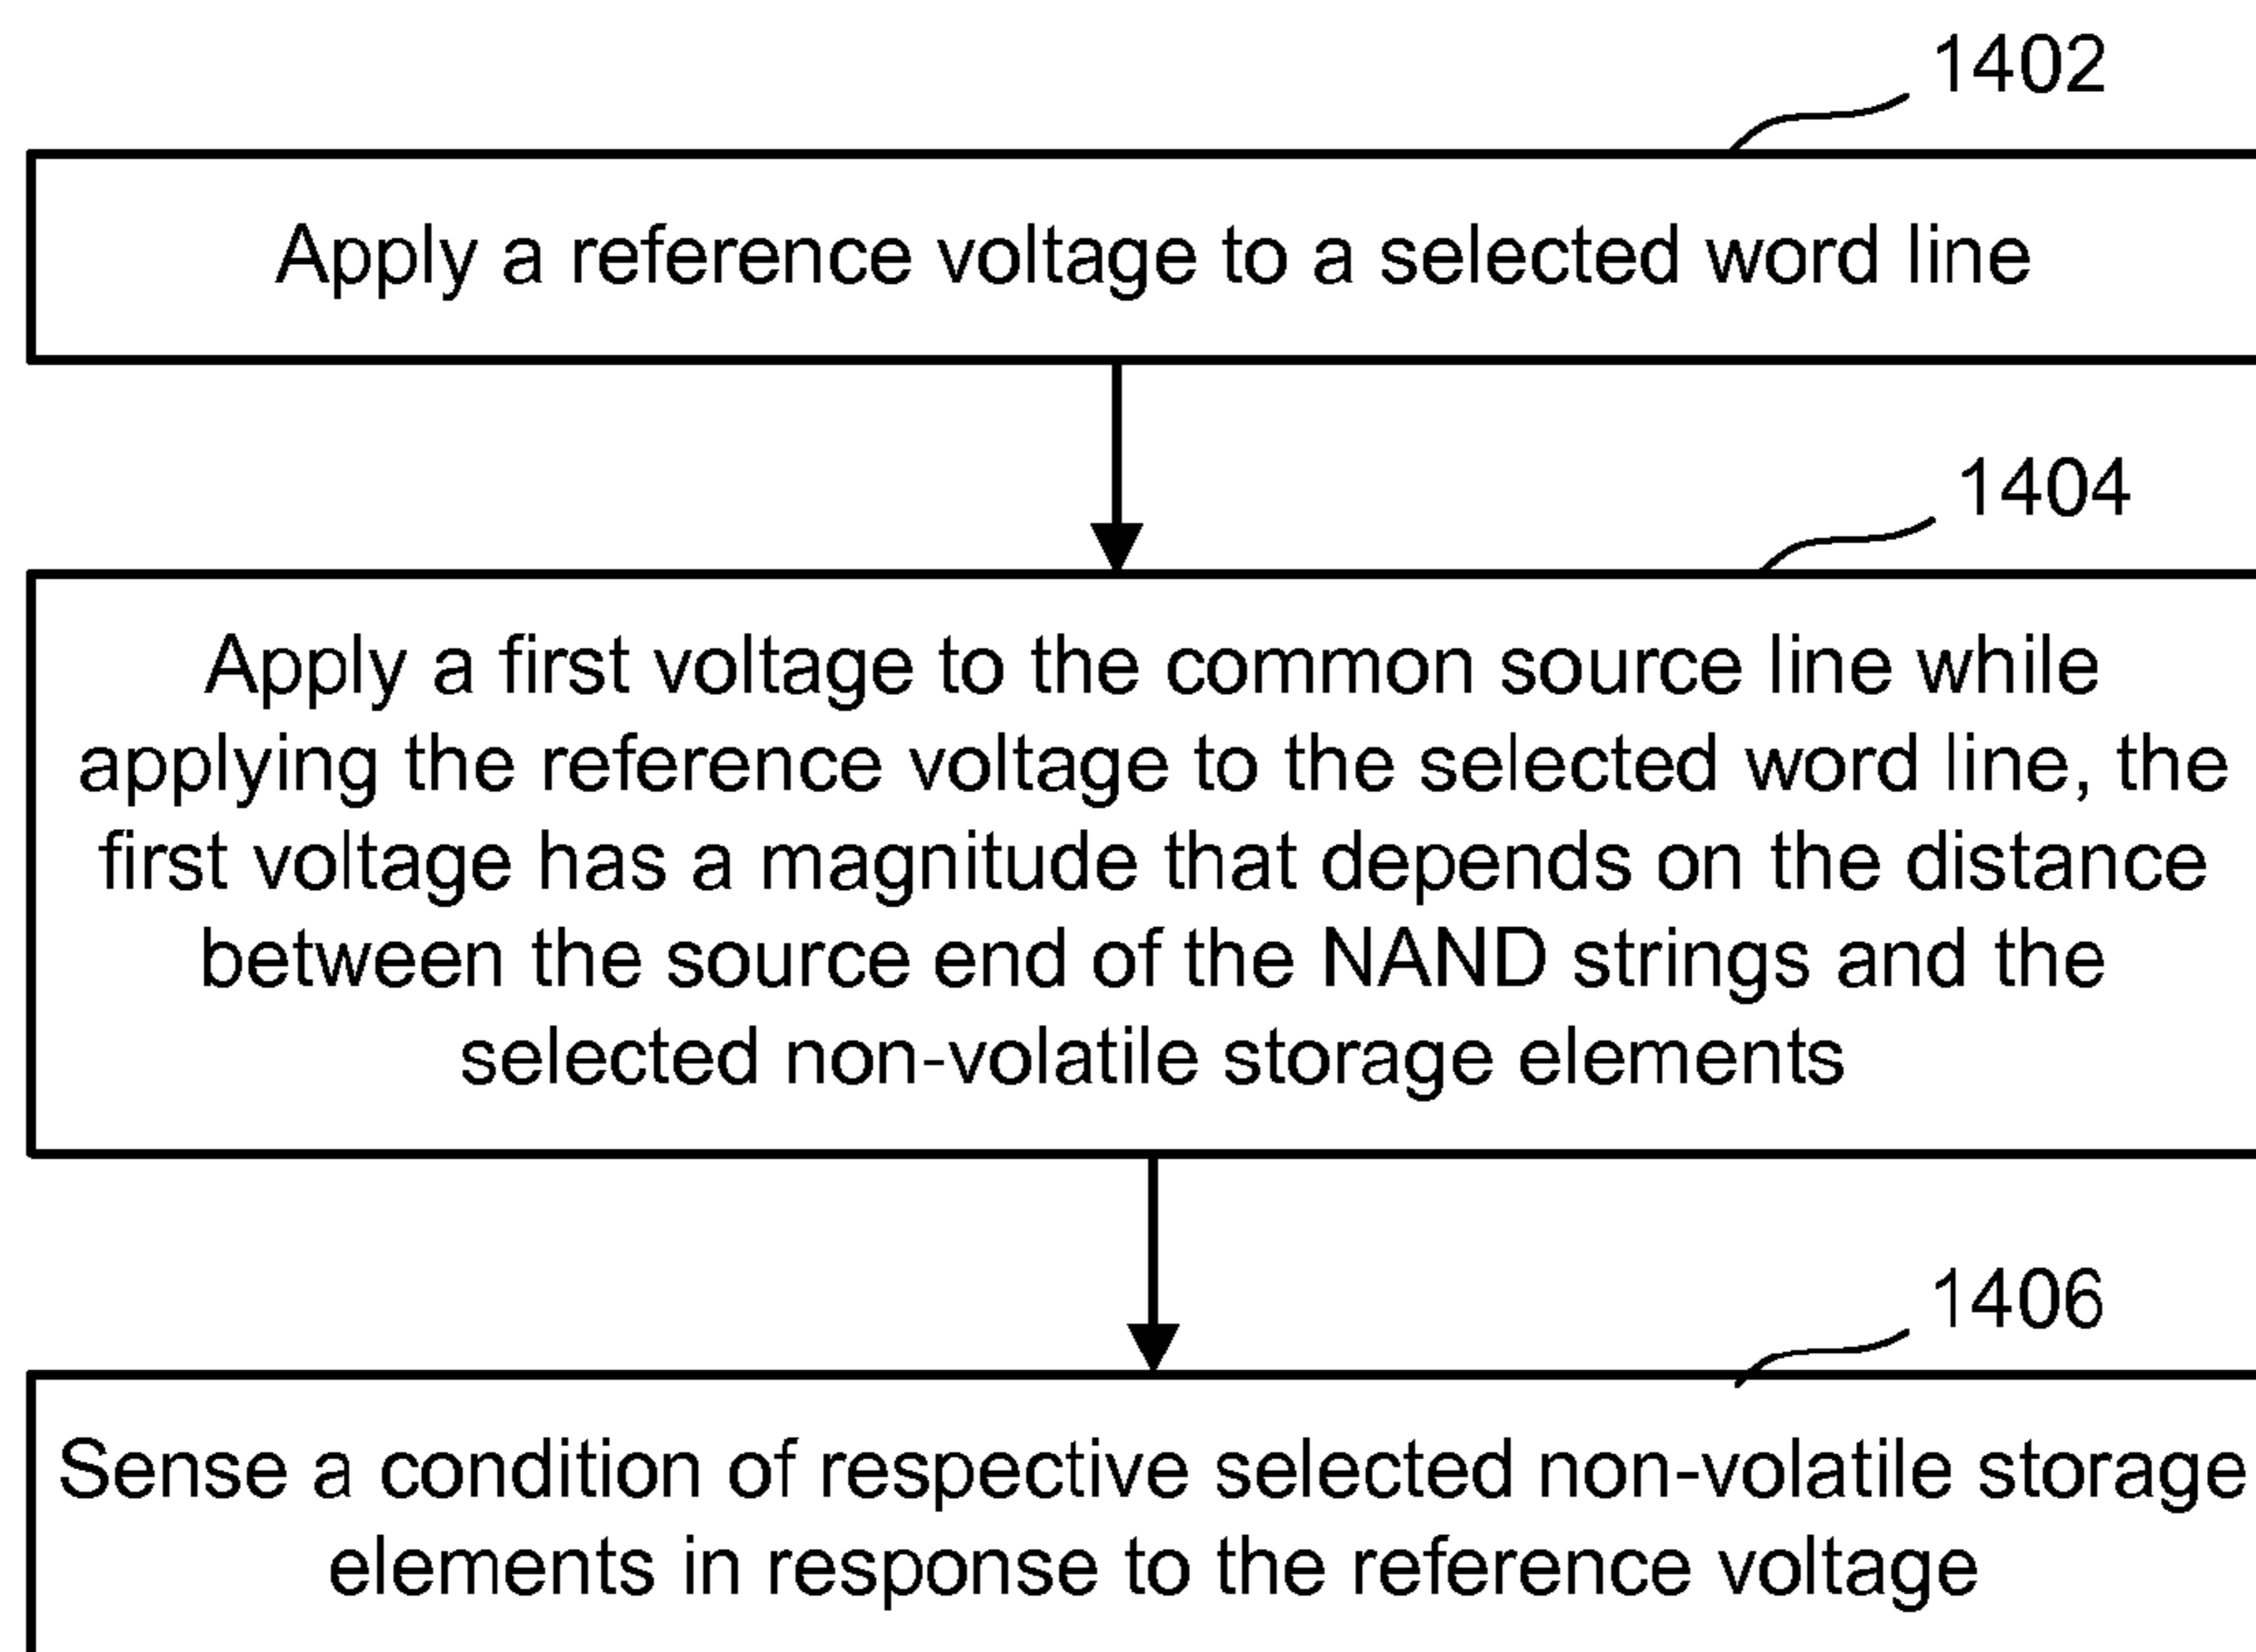 1402
Apply a reference voltage to a selected word line
1404
Apply a first voltage to the common source line while
applying the reference voltage to the selected word line, the
first voltage has a magnitude that depends on the distance
between the source end of the NAND strings and the
selected non-volatile storage elements
1406
Sense a condition of respective selected non-volatile storage
elements in response to the reference voltage